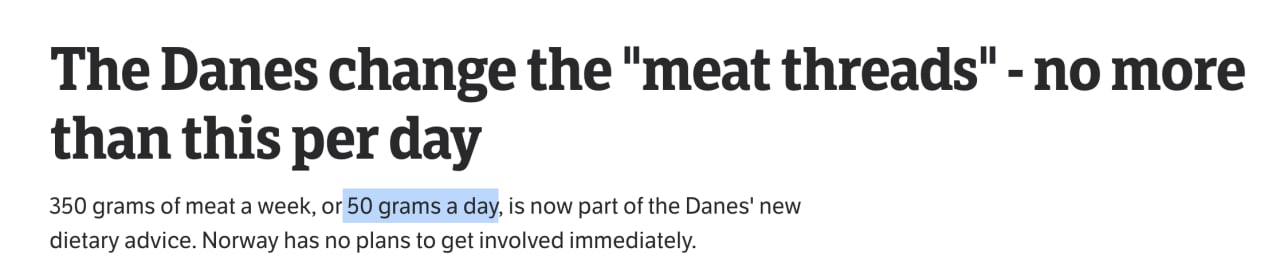 The Danes change the "meat threads" - no more
than this per day
350 grams of meat a week, or 50 grams a day, is now part of the Danes' new
dietary advice. Norway has no plans to get involved immediately.